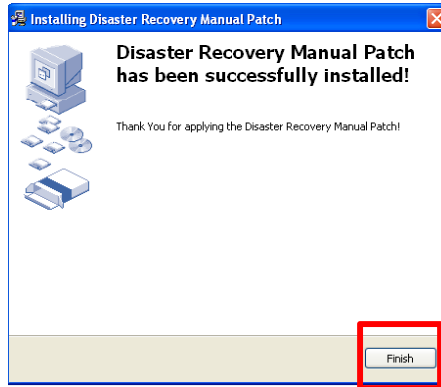 Installing Disaster Recovery Manual Patch
Disaster Recovery Manual Patch
has been successfully installed!
Thank You for applying the Disaster Recovery Manual Patch!
Finish